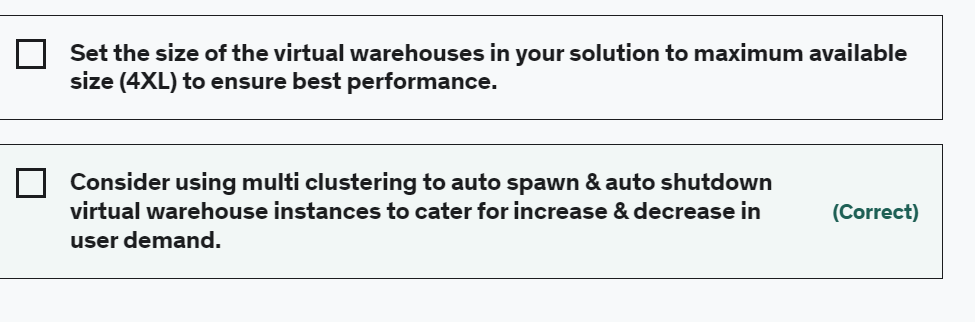 Set the size of the virtual warehouses in your solution to maximum available
size (4XL) to ensure best performance.
Consider using multi clustering to auto spawn & auto shutdown
virtual warehouse instances to cater for increase & decrease in
user demand.
(Correct)